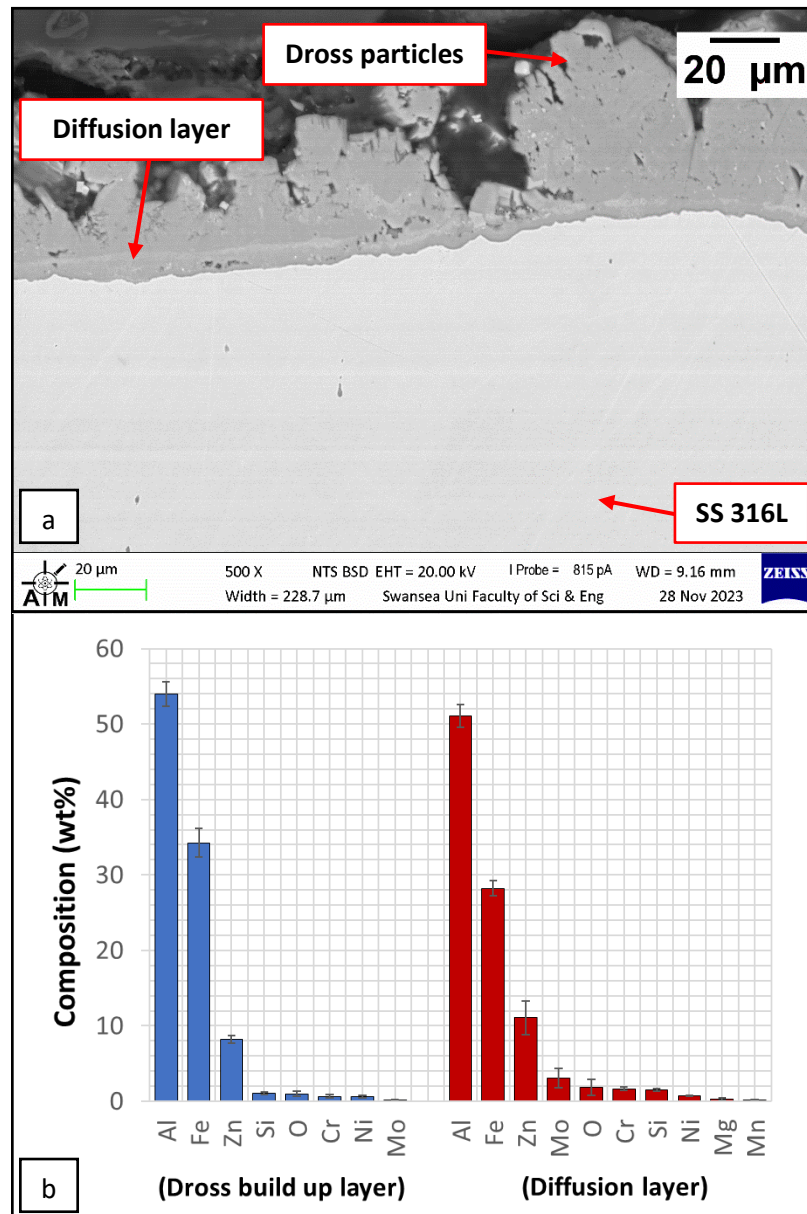 Dross particles
20 µm
Diffusion layer
SS 316L
a
AIM
20 µm
500 X NTS BSD EHT = 20.00 kV I Probe = 815 pA WD = 9.16 mm ZEISS
Width = 228.7 µm Swansea Uni Faculty of Sci & Eng 28 Nov 2023
60
50
40
30
20
10
0
Composition (wt%)
Al Fe Zn Si O Cr Ni Mo
Al Fe Zn Mo O Cr Si Ni Mg Mn
(Dross build up layer) (Diffusion layer)
b